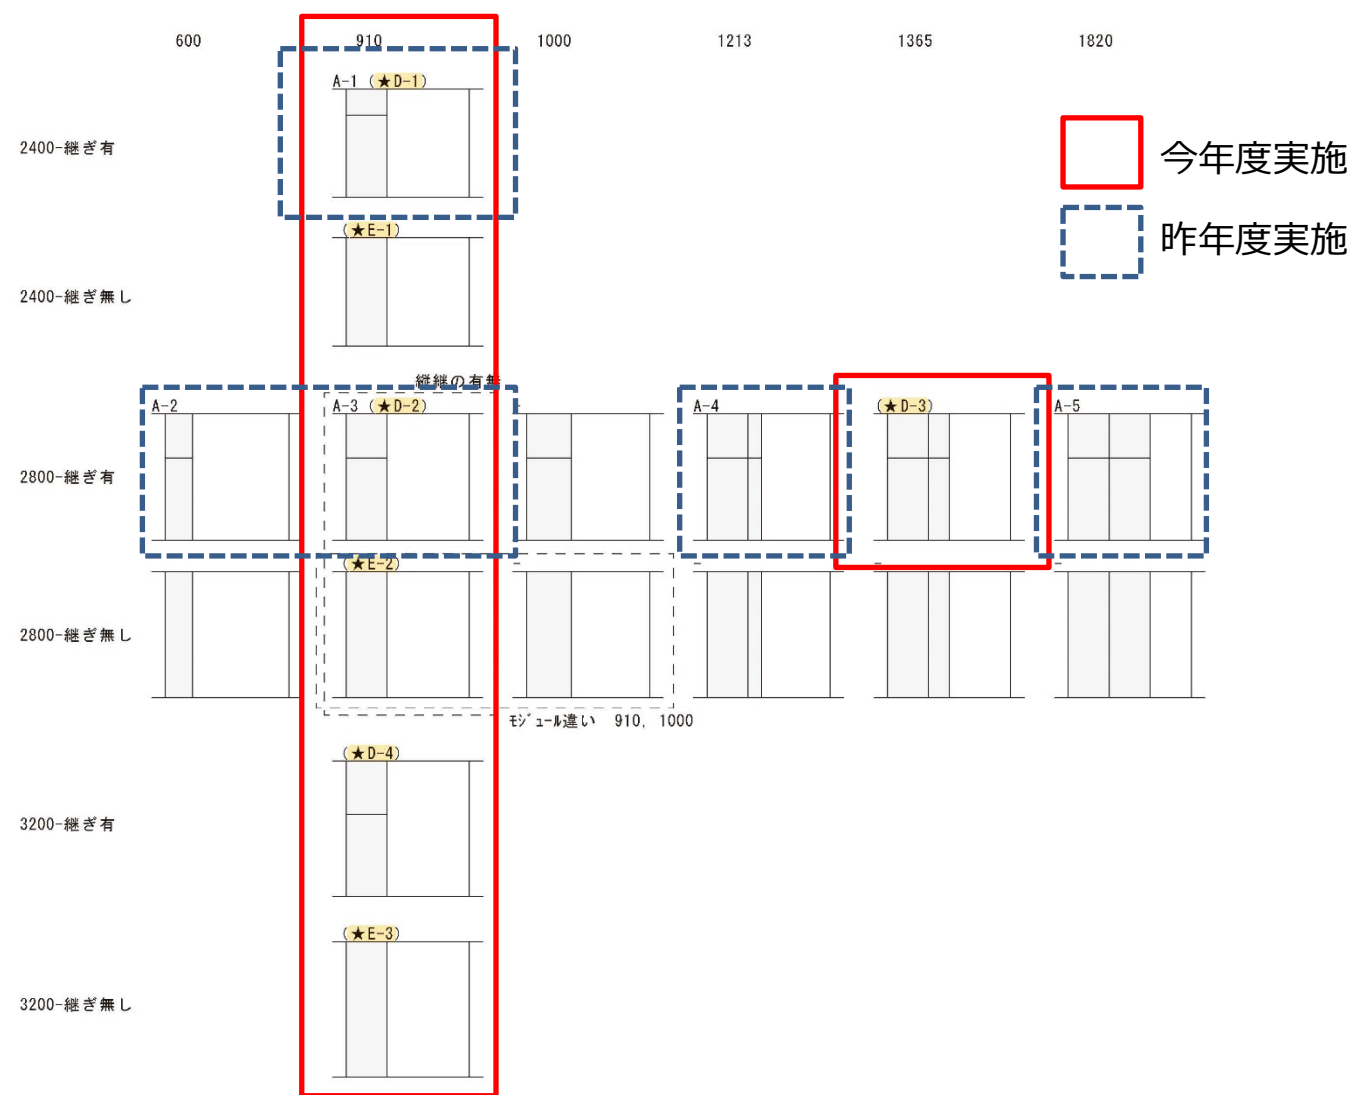 600 910 1000 1213 1365 1820
A-1 (★D-1)
2400-継ぎ有
今年度実施
(★E-1)
昨年度実施
2400-継ぎ無し
縦継の有無
A-2 A-3 (★D-2) - A-4 (★D-3) A-5
2800-継ぎ有
(★E-2) - - - -
2800-継ぎ無し
ﾓｼﾞｭｰﾙ違い 910, 1000
(★D-4)
3200-継ぎ有
(★E-3)
3200-継ぎ無し